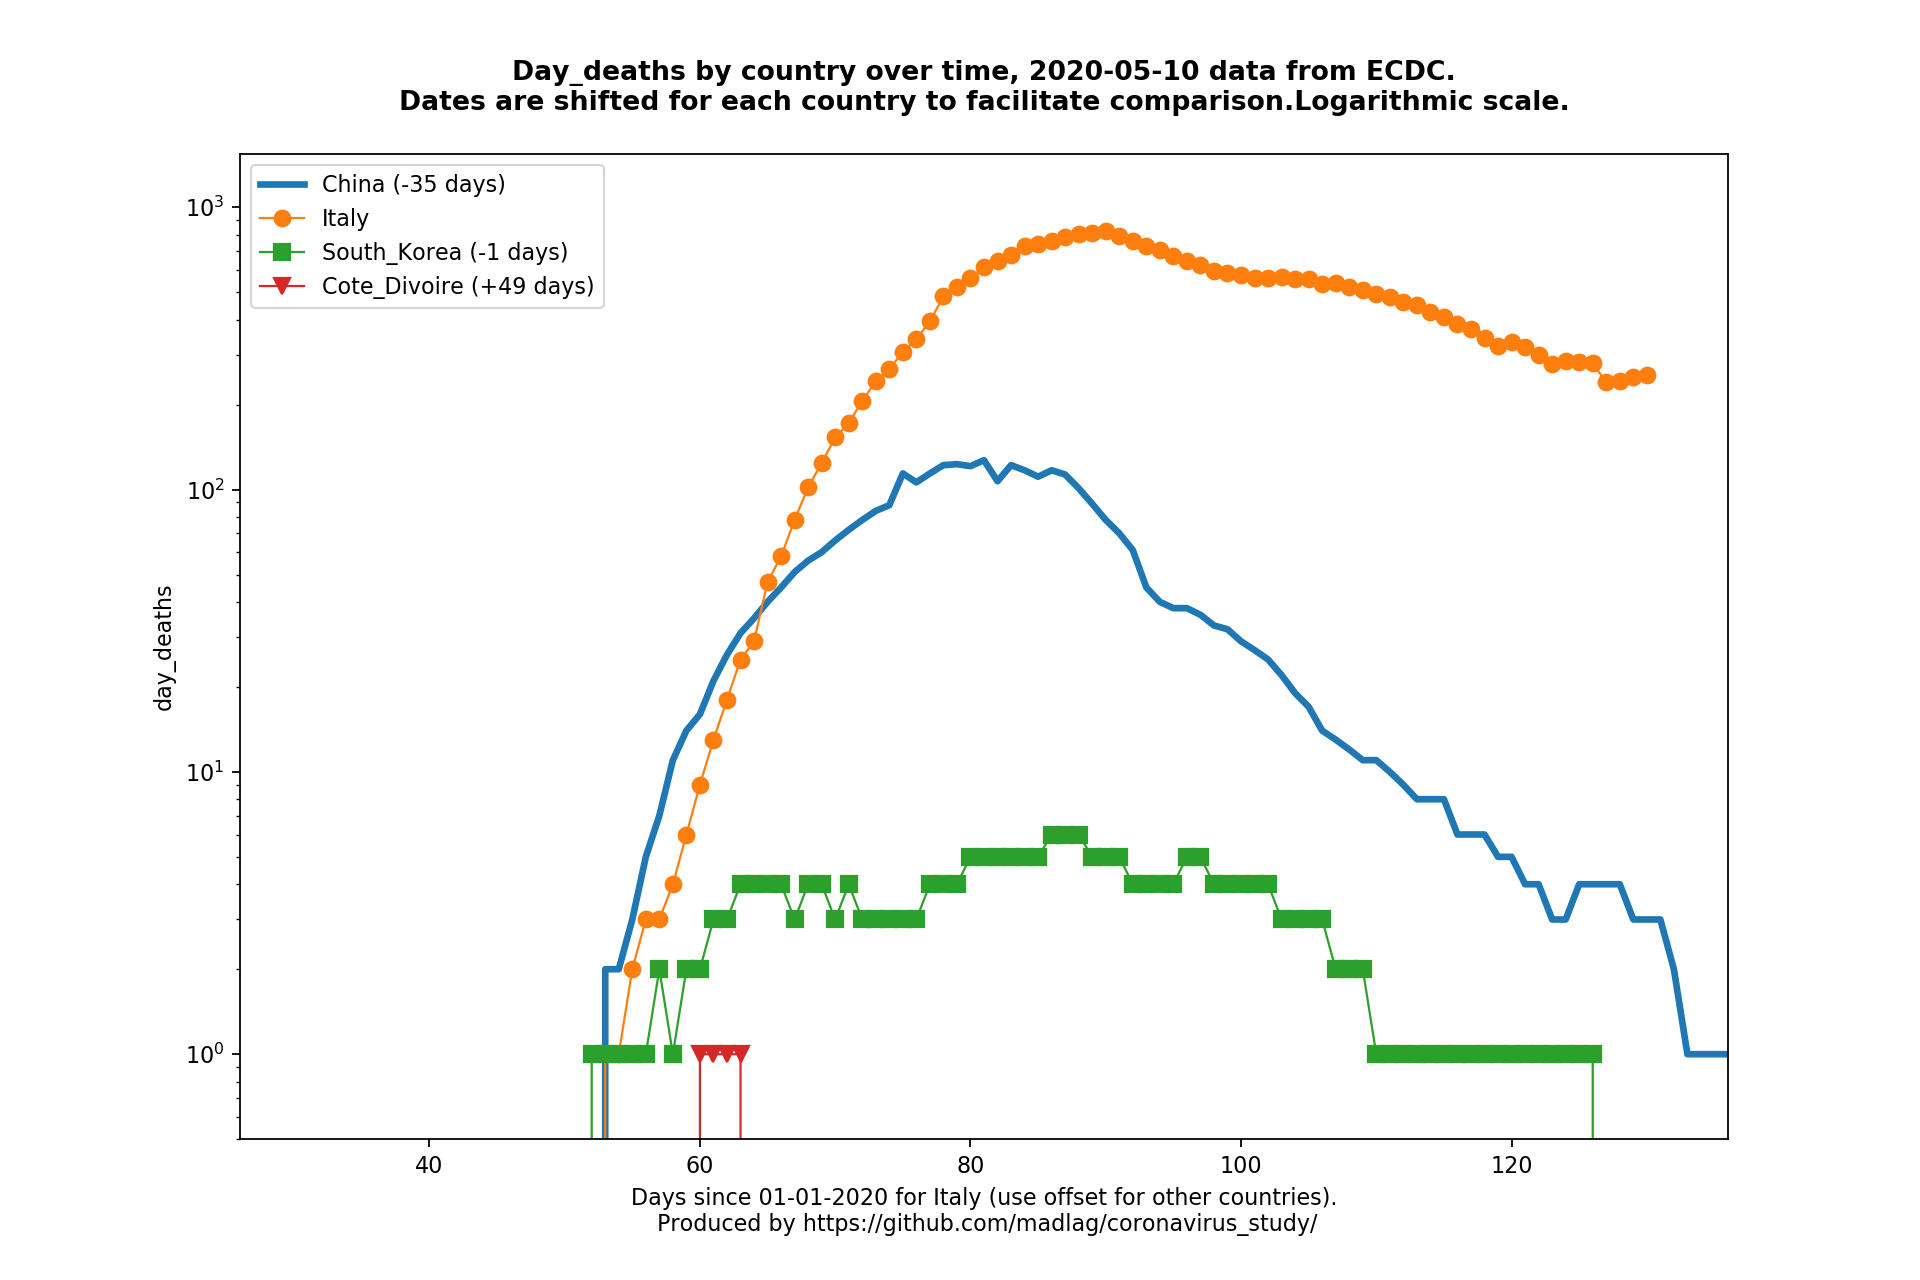 Day_deaths by country over time, 2020-05-10 data from ECDC.
Dates are shifted for each country to facilitate comparison.Logarithmic scale.
China (-35 days)
Italy
South_Korea (-1 days)
Cote_Divoire (+49 days)
10³
10²
10¹
10⁰
day_deaths
40 60 80 100 120
Days since 01-01-2020 for Italy (use offset for other countries).
Produced by https://github.com/madlag/coronavirus_study/